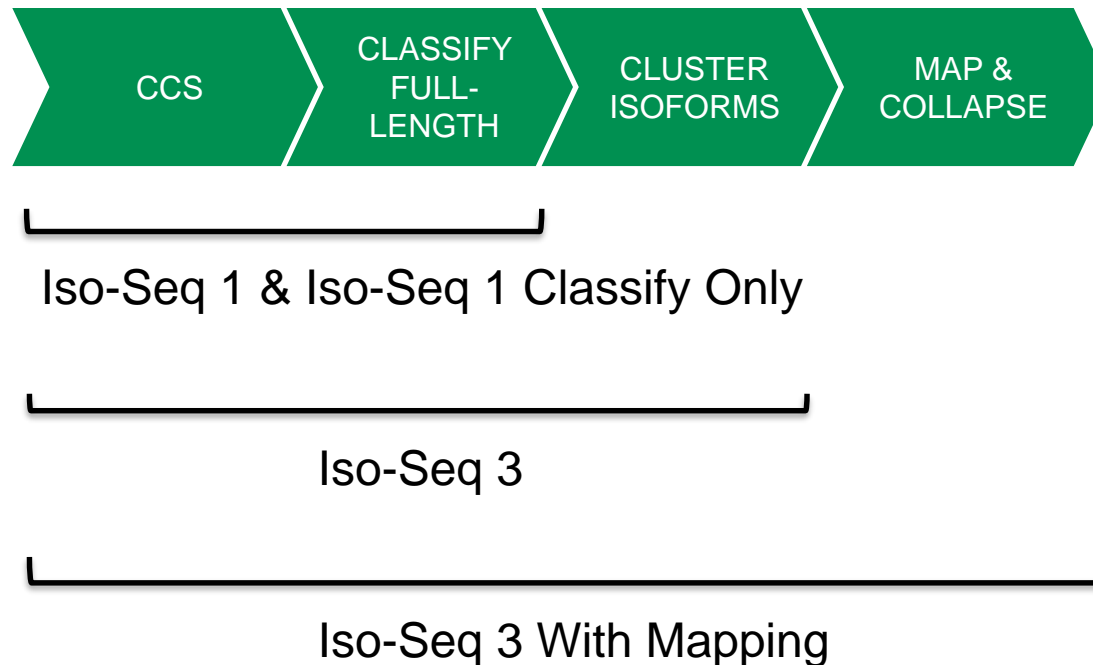 CCS
CLASSIFY
FULL-
LENGTH
CLUSTER
ISOFORMS
MAP &
COLLAPSE
Iso-Seq 1 & Iso-Seq 1 Classify Only
Iso-Seq 3
Iso-Seq 3 With Mapping